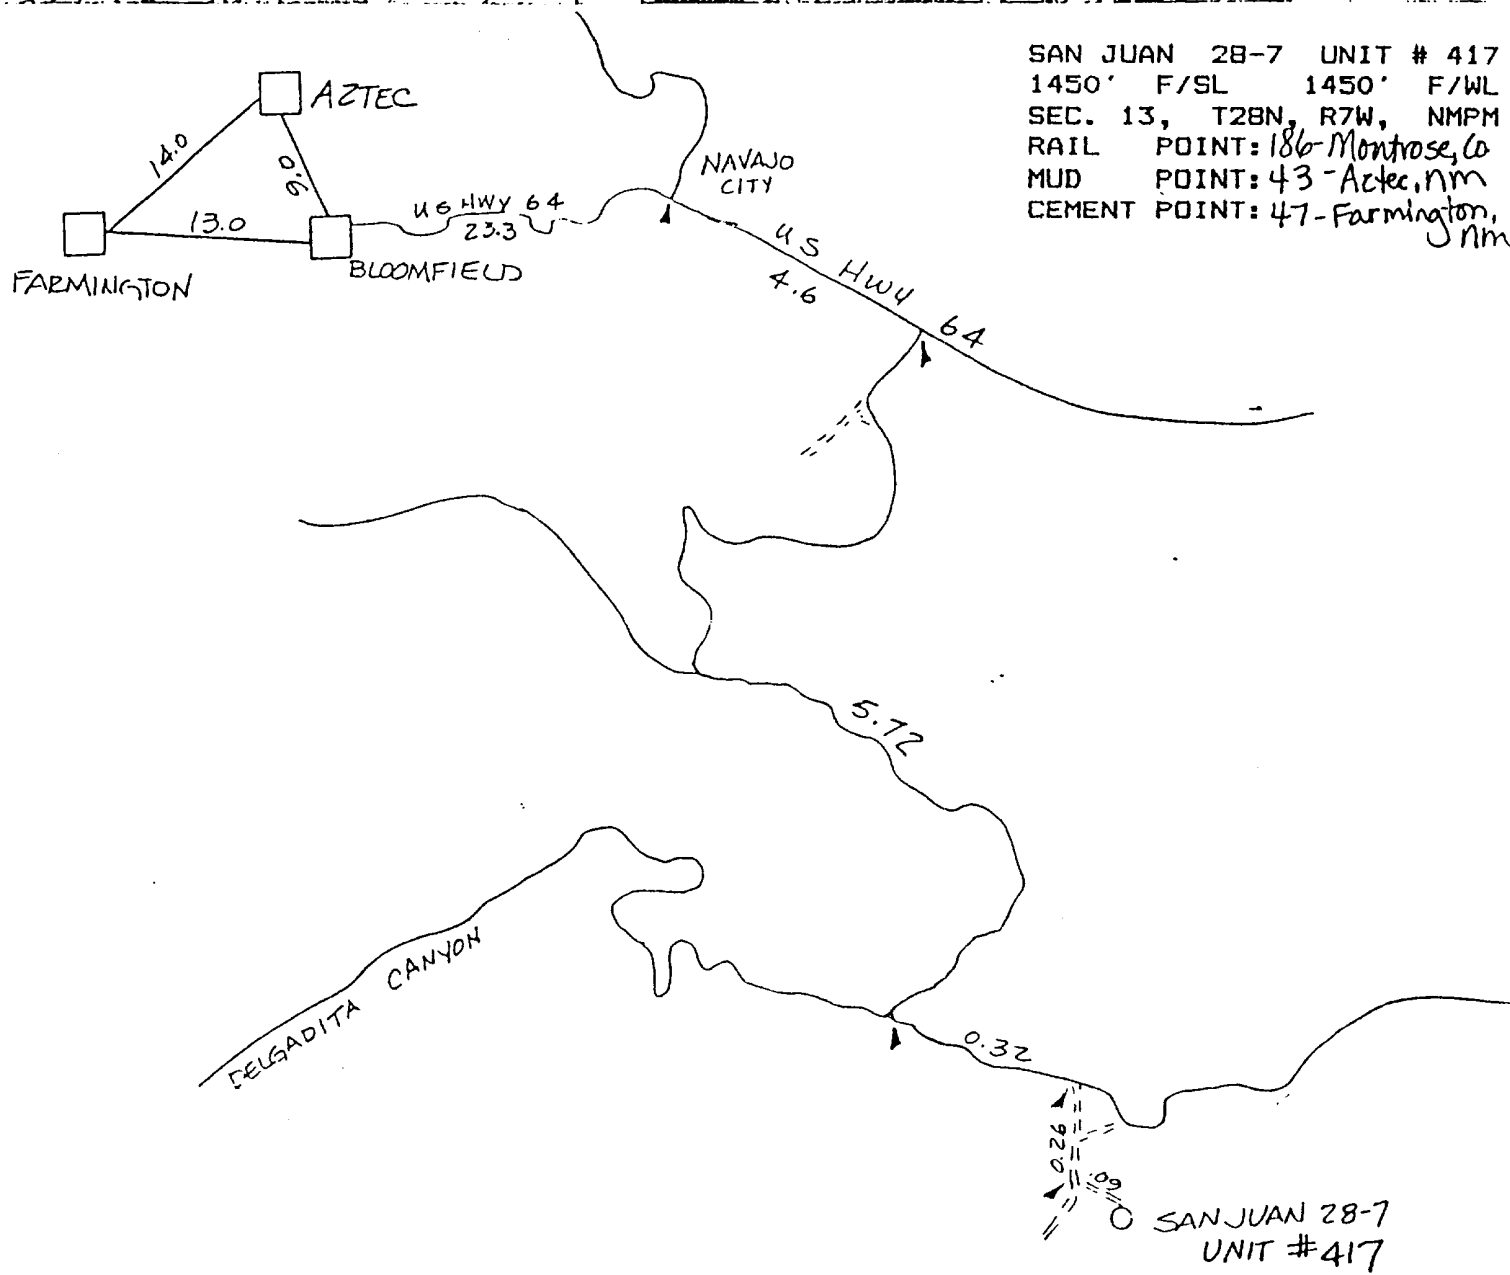 SAN JUAN 28-7 UNIT # 417
1450' F/SL 1450' F/WL
SEC. 13, T28N, R7W, NMPM
RAIL POINT: 186-Montrose, Co
MUD POINT: 43-Aztec, nm
CEMENT POINT: 47-Farmington, nm
AZTEC
14.0
9.0
13.0
FARMINGTON
BLOOMFIELD
US HWY 64
23.3
NAVAJO
CITY
US HWY 64
4.6
5.72
DELGADITA CANYON
0.32
0.26
.09
SAN JUAN 28-7
UNIT #417